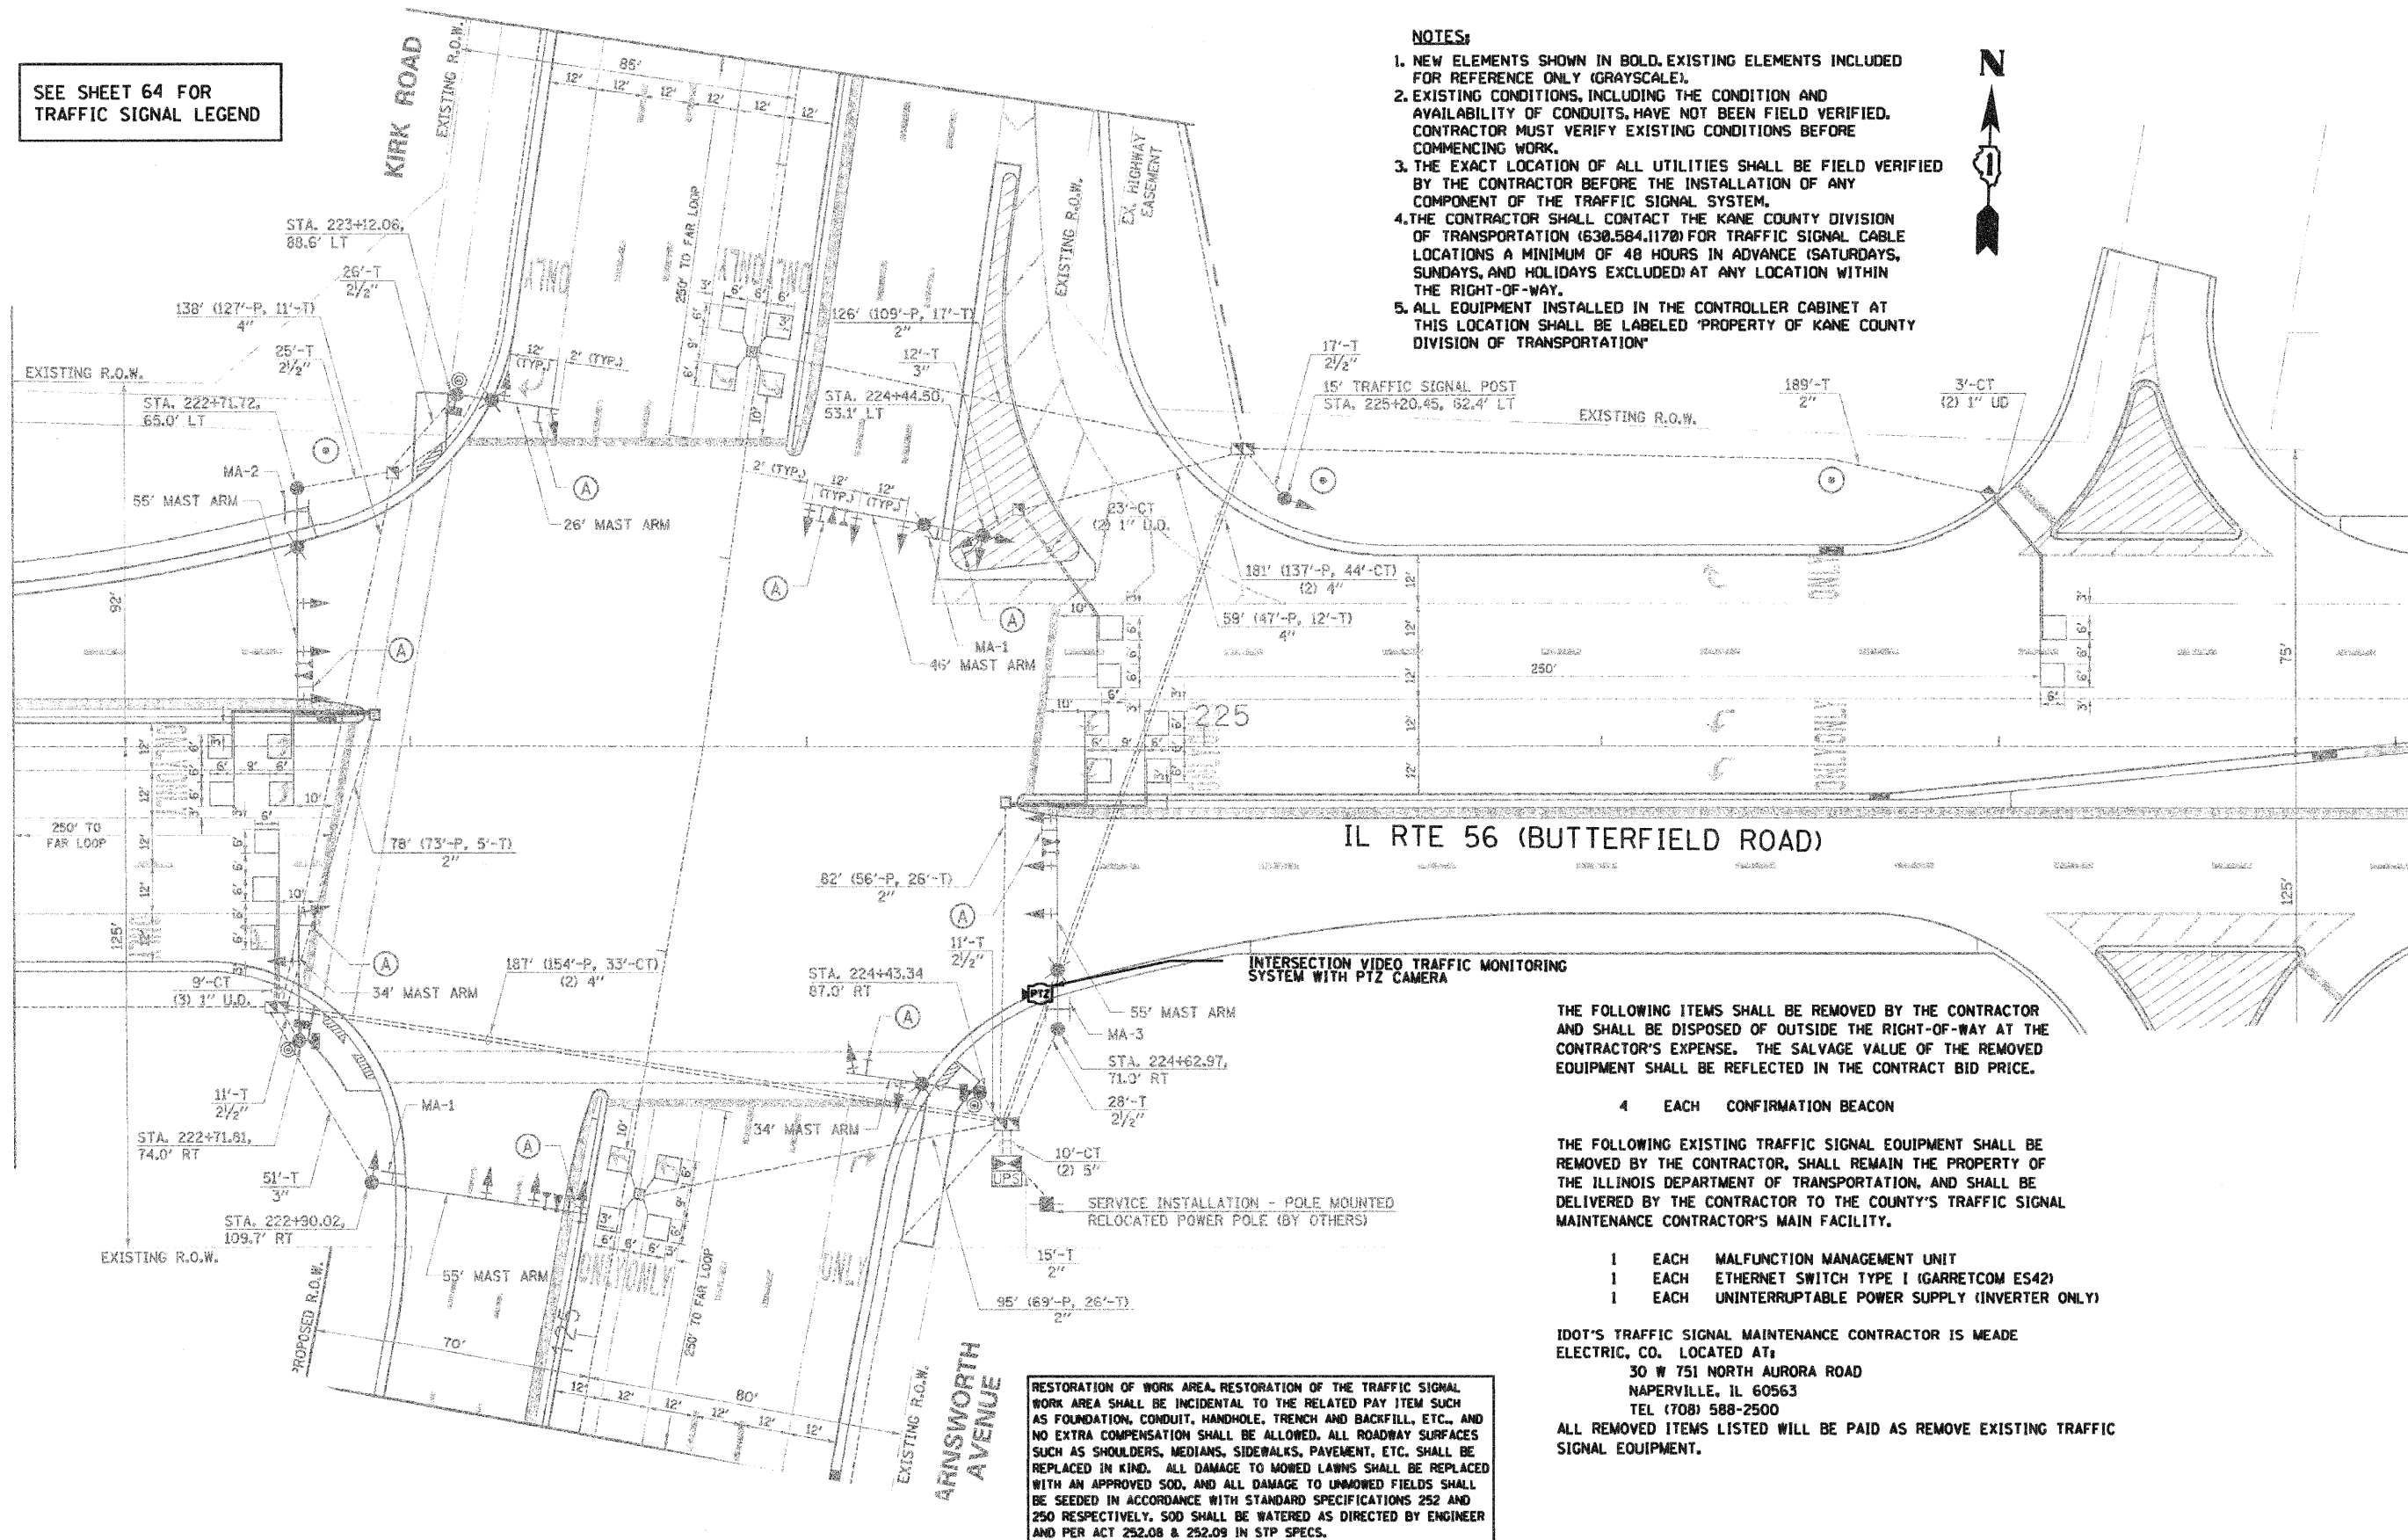 SEE SHEET 64 FOR
TRAFFIC SIGNAL LEGEND
KIRK ROAD
EXISTING R.O.W.
85'
12'
12'
12'
12'
12'
12'
NOTES:
1. NEW ELEMENTS SHOWN IN BOLD. EXISTING ELEMENTS INCLUDED
FOR REFERENCE ONLY (GRAYSCALE).
2. EXISTING CONDITIONS, INCLUDING THE CONDITION AND
AVAILABILITY OF CONDUITS, HAVE NOT BEEN FIELD VERIFIED.
CONTRACTOR MUST VERIFY EXISTING CONDITIONS BEFORE
COMMENCING WORK.
3. THE EXACT LOCATION OF ALL UTILITIES SHALL BE FIELD VERIFIED
BY THE CONTRACTOR BEFORE THE INSTALLATION OF ANY
COMPONENT OF THE TRAFFIC SIGNAL SYSTEM.
4. THE CONTRACTOR SHALL CONTACT THE KANE COUNTY DIVISION
OF TRANSPORTATION (630.584.1170) FOR TRAFFIC SIGNAL CABLE
LOCATIONS A MINIMUM OF 48 HOURS IN ADVANCE (SATURDAYS,
SUNDAYS, AND HOLIDAYS EXCLUDED) AT ANY LOCATION WITHIN
THE RIGHT-OF-WAY.
5. ALL EQUIPMENT INSTALLED IN THE CONTROLLER CABINET AT
THIS LOCATION SHALL BE LABELED "PROPERTY OF KANE COUNTY
DIVISION OF TRANSPORTATION"
N
1
STA. 223+12.06,
88.6' LT
26'-T
2½"
138' (127'-P, 11'-T)
4"
25'-T
2½"
EXISTING R.O.W.
STA. 222+71.72,
65.0' LT
MA-2
55' MAST ARM
12'
(TYP.)
2' (TYP.)
A
26' MAST ARM
250' TO FAR LOOP
ONLY
126' (109'-P, 17'-T)
2"
12'-T
3"
STA. 224+44.50,
53.1' LT
2' (TYP.)
12'
(TYP.)
12'
(TYP.)
A
EXISTING R.O.W.
EX. HIGHWAY
EASEMENT
17'-T
2½"
15' TRAFFIC SIGNAL POST
STA. 225+20.45, 62.4' LT
EXISTING R.O.W.
189'-T
2"
3'-CT
(2) 1" UD
23'-CT
(2) 1" U.D.
181' (137'-P, 44'-CT)
(2) 4"
59' (47'-P, 12'-T)
4"
A
MA-1
46' MAST ARM
92'
A
250'
75'
ONLY
225
250' TO
FAR LOOP
78' (73'-P, 5'-T)
2"
IL RTE 56 (BUTTERFIELD ROAD)
82' (56'-P, 26'-T)
2"
A
125'
125'
11'-T
2½"
A
34' MAST ARM
9'-CT
(3) 1" U.D.
187' (154'-P, 33'-CT)
(2) 4"
STA. 224+43.34
87.0' RT
INTERSECTION VIDEO TRAFFIC MONITORING
SYSTEM WITH PTZ CAMERA
PTZ
55' MAST ARM
MA-3
STA. 224+62.97,
71.0' RT
28'-T
2½"
A
11'-T
2½"
MA-1
STA. 222+71.81,
74.0' RT
34' MAST ARM
A
10'-CT
(2) 5"
UPS
51'-T
3"
STA. 222+90.02,
109.7' RT
SERVICE INSTALLATION - POLE MOUNTED
RELOCATED POWER POLE (BY OTHERS)
15'-T
2"
EXISTING R.O.W.
55' MAST ARM
95' (69'-P, 26'-T)
2"
PROPOSED R.O.W.
70'
250' TO FAR LOOP
125
80'
12'
12'
12'
12'
12'
12'
EXISTING R.O.W.
ARNSWORTH
AVENUE
THE FOLLOWING ITEMS SHALL BE REMOVED BY THE CONTRACTOR
AND SHALL BE DISPOSED OF OUTSIDE THE RIGHT-OF-WAY AT THE
CONTRACTOR'S EXPENSE. THE SALVAGE VALUE OF THE REMOVED
EQUIPMENT SHALL BE REFLECTED IN THE CONTRACT BID PRICE.
4 EACH CONFIRMATION BEACON
THE FOLLOWING EXISTING TRAFFIC SIGNAL EQUIPMENT SHALL BE
REMOVED BY THE CONTRACTOR, SHALL REMAIN THE PROPERTY OF
THE ILLINOIS DEPARTMENT OF TRANSPORTATION, AND SHALL BE
DELIVERED BY THE CONTRACTOR TO THE COUNTY'S TRAFFIC SIGNAL
MAINTENANCE CONTRACTOR'S MAIN FACILITY.
1 EACH MALFUNCTION MANAGEMENT UNIT
1 EACH ETHERNET SWITCH TYPE I (GARRETCOM ES42)
1 EACH UNINTERRUPTABLE POWER SUPPLY (INVERTER ONLY)
IDOT'S TRAFFIC SIGNAL MAINTENANCE CONTRACTOR IS MEADE
ELECTRIC, CO. LOCATED AT:
30 W 751 NORTH AURORA ROAD
NAPERVILLE, IL 60563
TEL (708) 588-2500
ALL REMOVED ITEMS LISTED WILL BE PAID AS REMOVE EXISTING TRAFFIC
SIGNAL EQUIPMENT.
RESTORATION OF WORK AREA. RESTORATION OF THE TRAFFIC SIGNAL
WORK AREA SHALL BE INCIDENTAL TO THE RELATED PAY ITEM SUCH
AS FOUNDATION, CONDUIT, HANDHOLE, TRENCH AND BACKFILL, ETC., AND
NO EXTRA COMPENSATION SHALL BE ALLOWED. ALL ROADWAY SURFACES
SUCH AS SHOULDERS, MEDIANS, SIDEWALKS, PAVEMENT, ETC. SHALL BE
REPLACED IN KIND. ALL DAMAGE TO MOWED LAWNS SHALL BE REPLACED
WITH AN APPROVED SOD, AND ALL DAMAGE TO UNMOWED FIELDS SHALL
BE SEEDED IN ACCORDANCE WITH STANDARD SPECIFICATIONS 252 AND
250 RESPECTIVELY. SOD SHALL BE WATERED AS DIRECTED BY ENGINEER
AND PER ACT 252.08 & 252.09 IN STP SPECS.